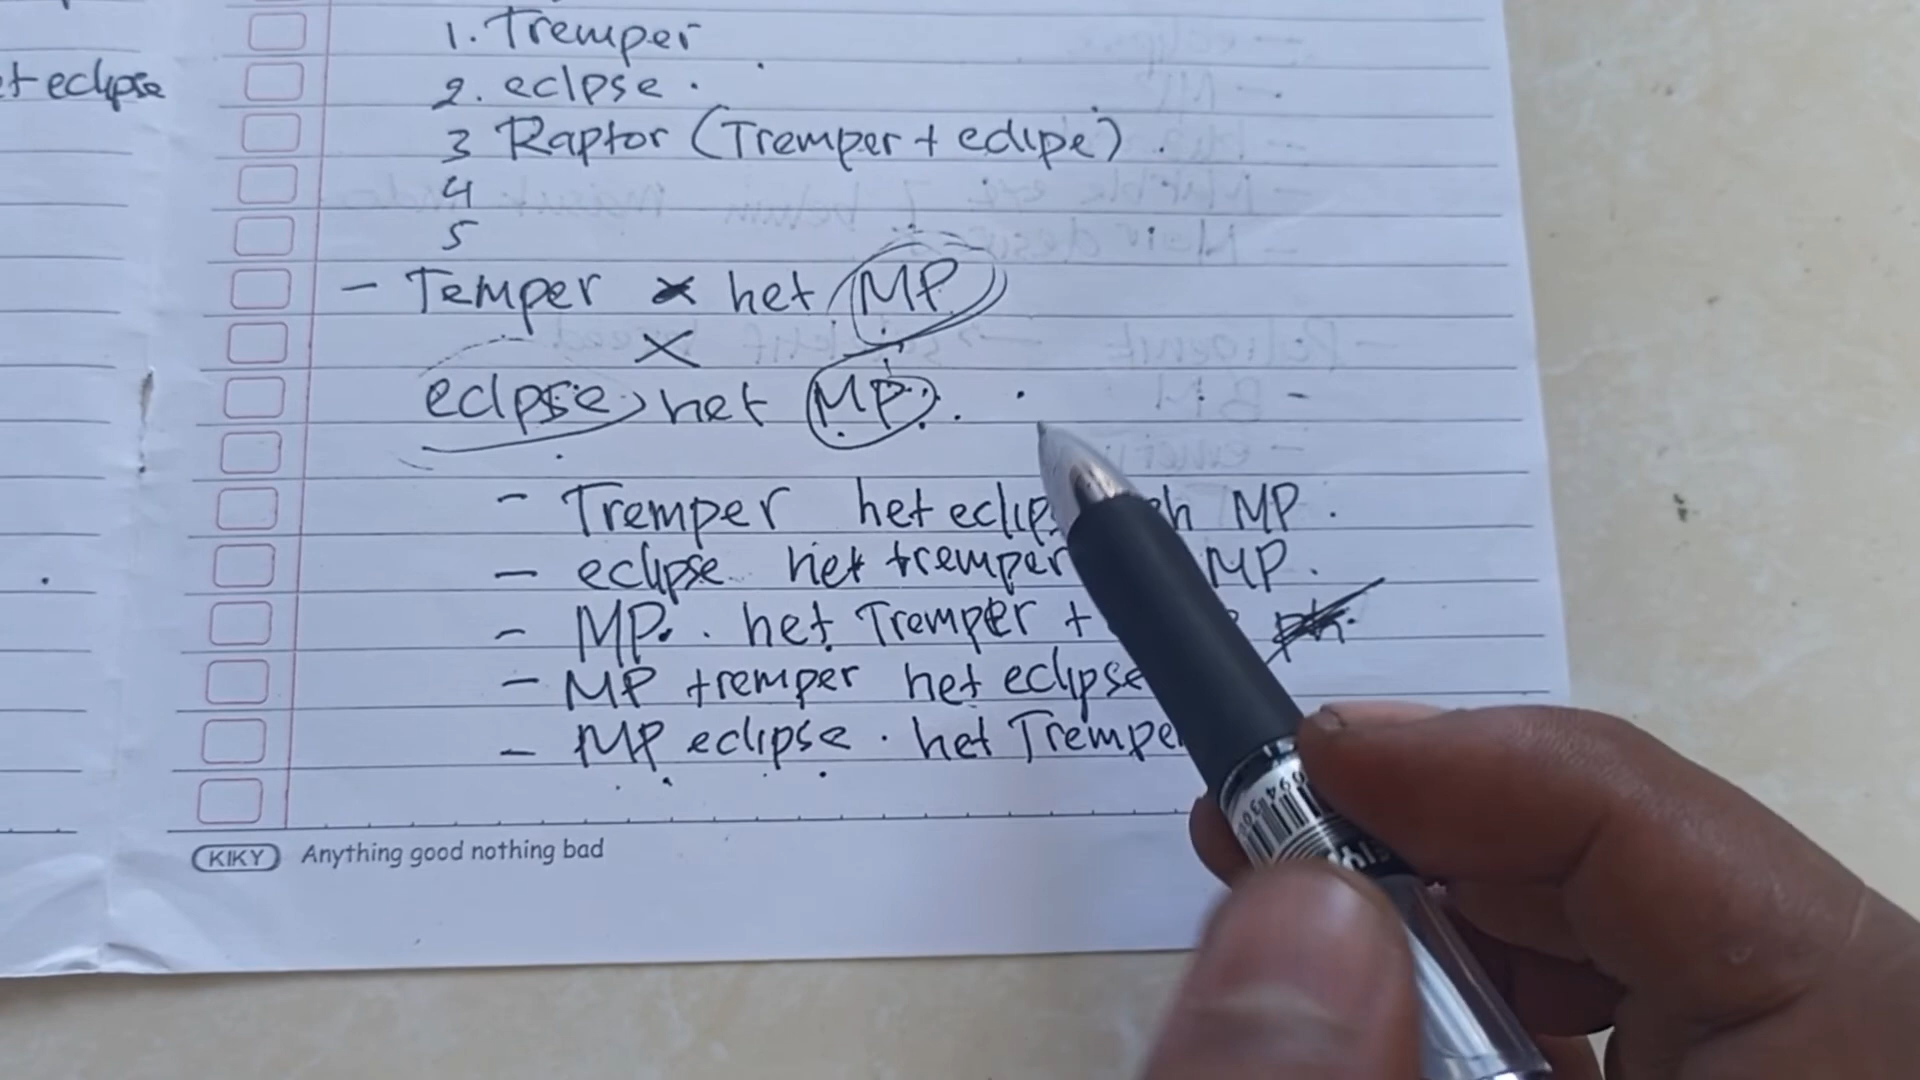 et eclipse
1. Tremper
2. eclpse.
3 Raptor (Tremper + eclipe)
4
5
- Temper x het MP
x
eclpse het MP.
- Tremper het eclip MP.
- eclipse het tremper MP.
- MP. het Tremper +
- MP tremper het eclipse
- MP eclipse. het Trempe
KIKY Anything good nothing bad